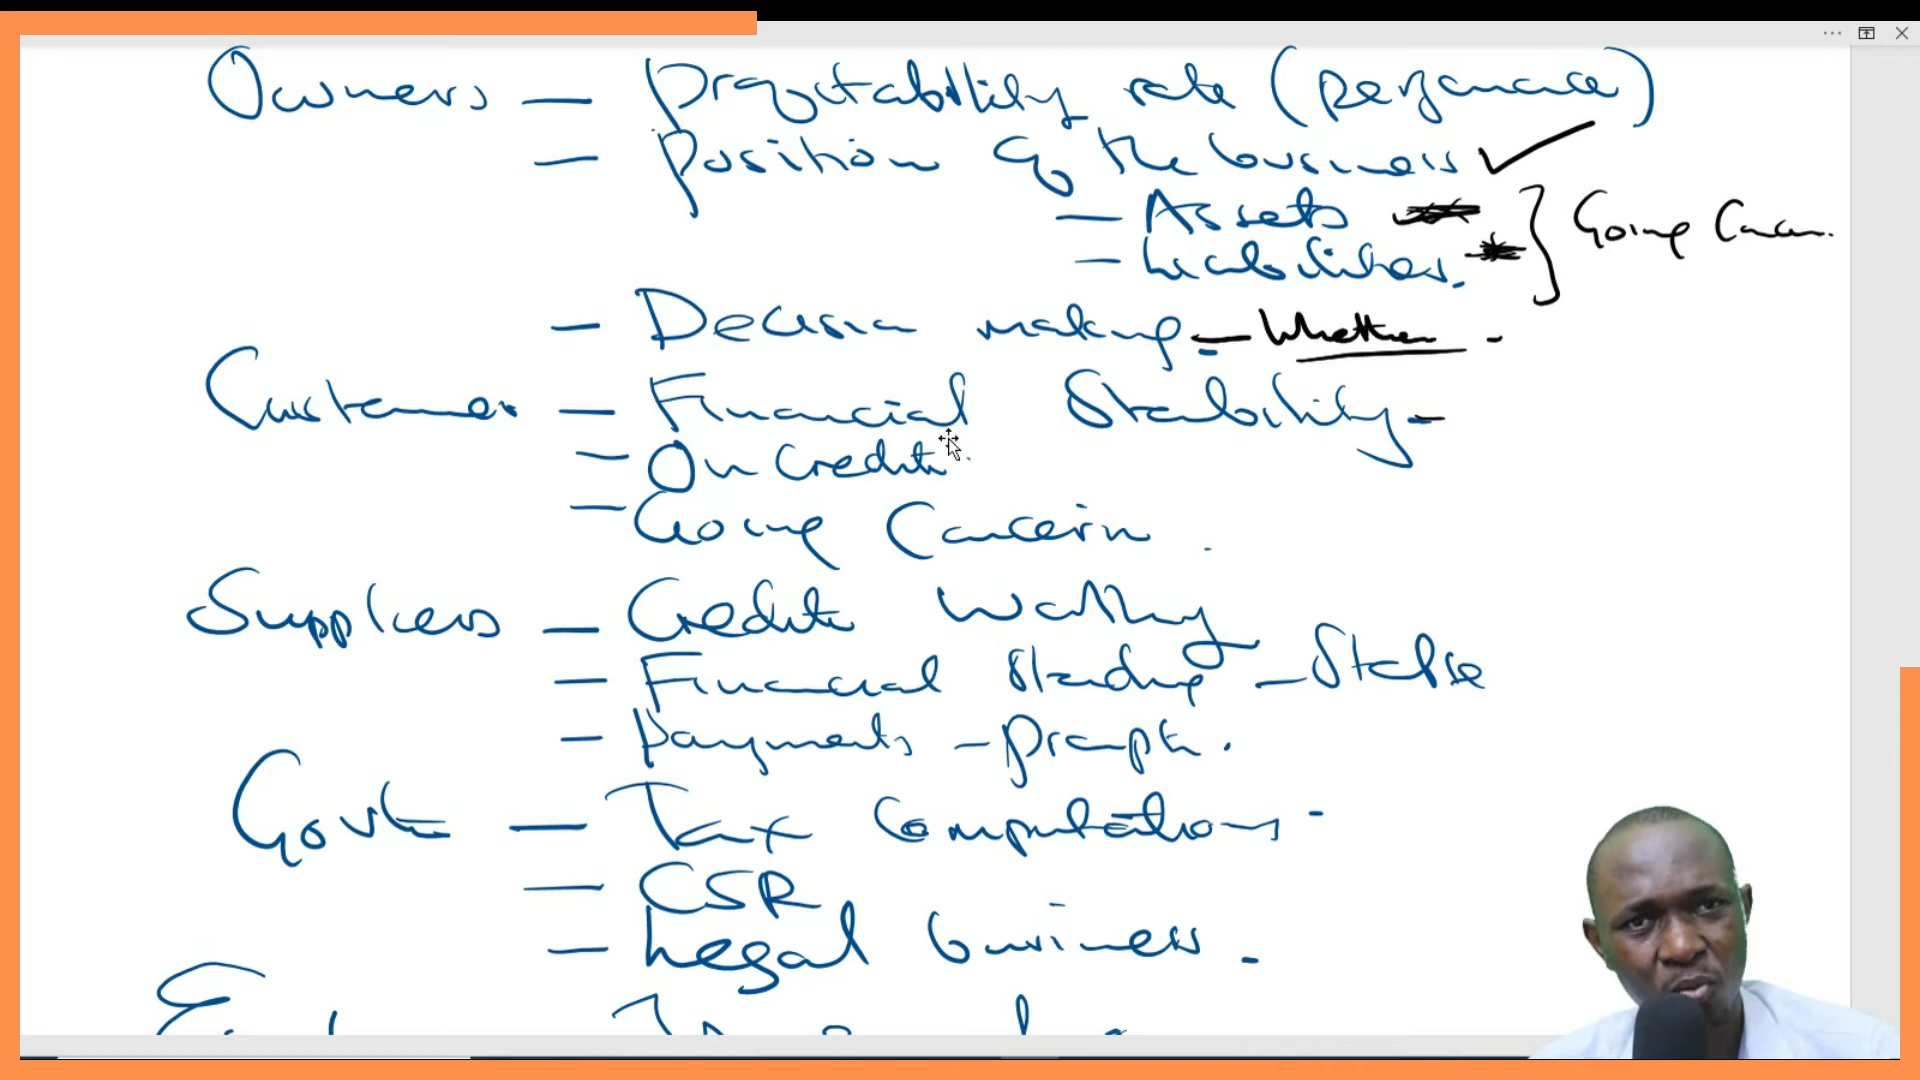 Owners — profitability rate (performance)
— position of the business ✓
— Assets
— Liabilities. } Going Concern.
— Decision making. — Whether -
Customer — Financial Stability -
— On Credit.
— Going Concern.
Suppliers — Credit Worthy
— Financial Standing — Stable
— payments — prompt.
Govt — Tax Computations.
— CSR
— Legal business.